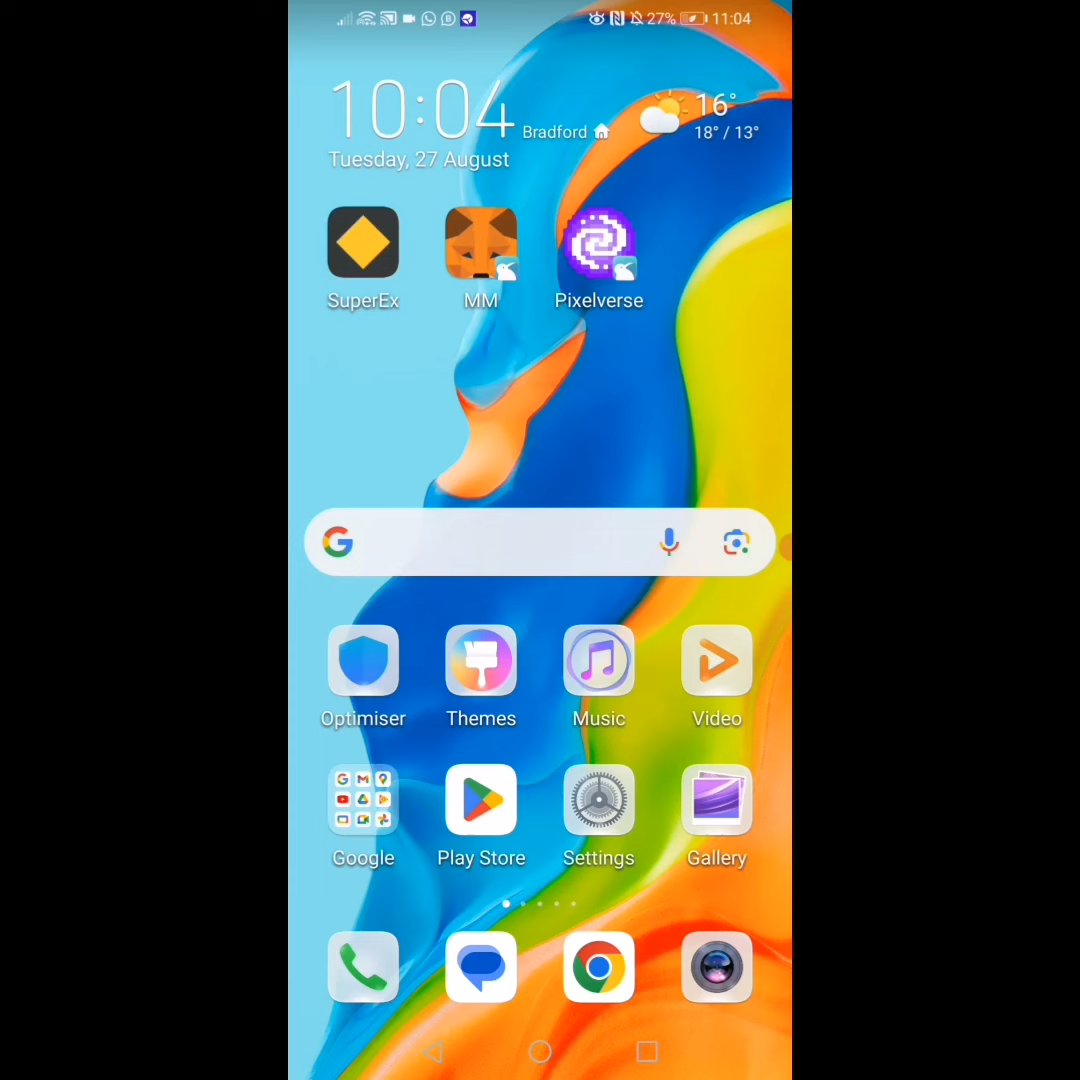 27% 11:04
10:04
Bradford
16°
18° / 13°
Tuesday, 27 August
SuperEx MM Pixelverse
Optimiser Themes Music Video
Google Play Store Settings Gallery